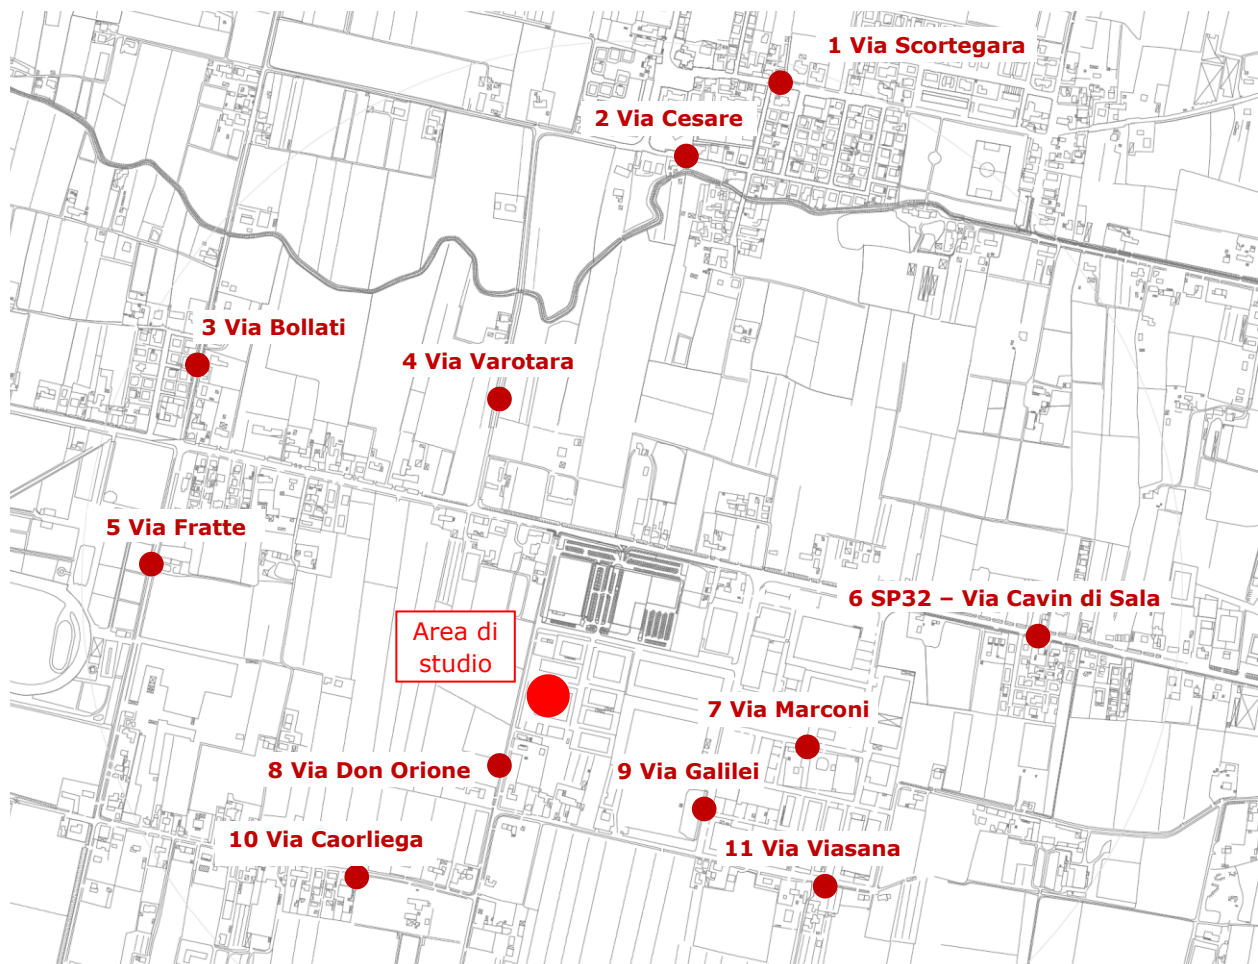 1 Via Scortegara
2 Via Cesare
3 Via Bollati
4 Via Varotara
5 Via Fratte
6 SP32 – Via Cavin di Sala
Area di
studio
7 Via Marconi
8 Via Don Orione
9 Via Galilei
10 Via Caorliega
11 Via Viasana